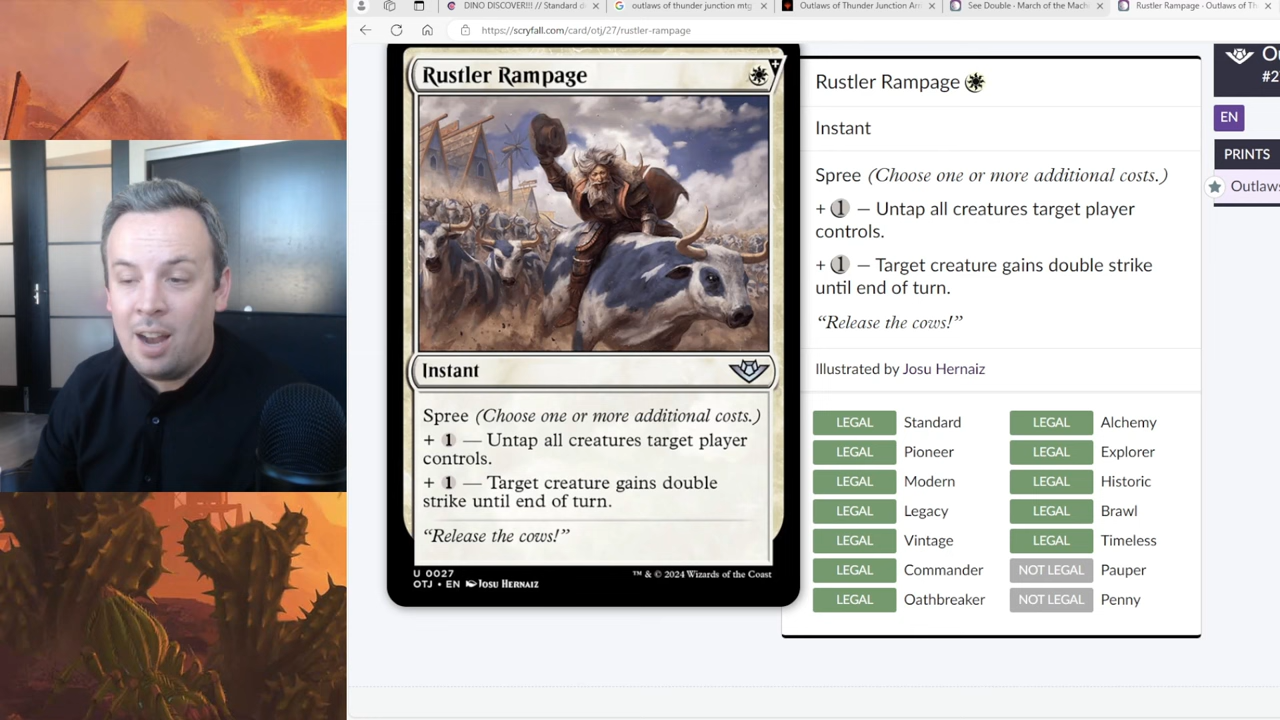 DINO DISCOVER!!! // Standard d
outlaws of thunder junction mtg
Outlaws of Thunder Junction Ar
See Double - March of the Mach
Rustler Rampage - Outlaws of Th
https://scryfall.com/card/otj/27/rustler-rampage
Rustler Rampage
Instant
Spree (Choose one or more additional costs.)
+ 1 — Untap all creatures target player
controls.
+ 1 — Target creature gains double
strike until end of turn.
“Release the cows!”
U 0027
OTJ • EN Josu Hernaiz
™ & © 2024 Wizards of the Coast
Rustler Rampage
Instant
Spree (Choose one or more additional costs.)
+ 1 — Untap all creatures target player
controls.
+ 1 — Target creature gains double strike
until end of turn.
“Release the cows!”
Illustrated by Josu Hernaiz
LEGAL Standard LEGAL Alchemy
LEGAL Pioneer LEGAL Explorer
LEGAL Modern LEGAL Historic
LEGAL Legacy LEGAL Brawl
LEGAL Vintage LEGAL Timeless
LEGAL Commander NOT LEGAL Pauper
LEGAL Oathbreaker NOT LEGAL Penny
Ou
#2
EN
PRINTS
Outlaws